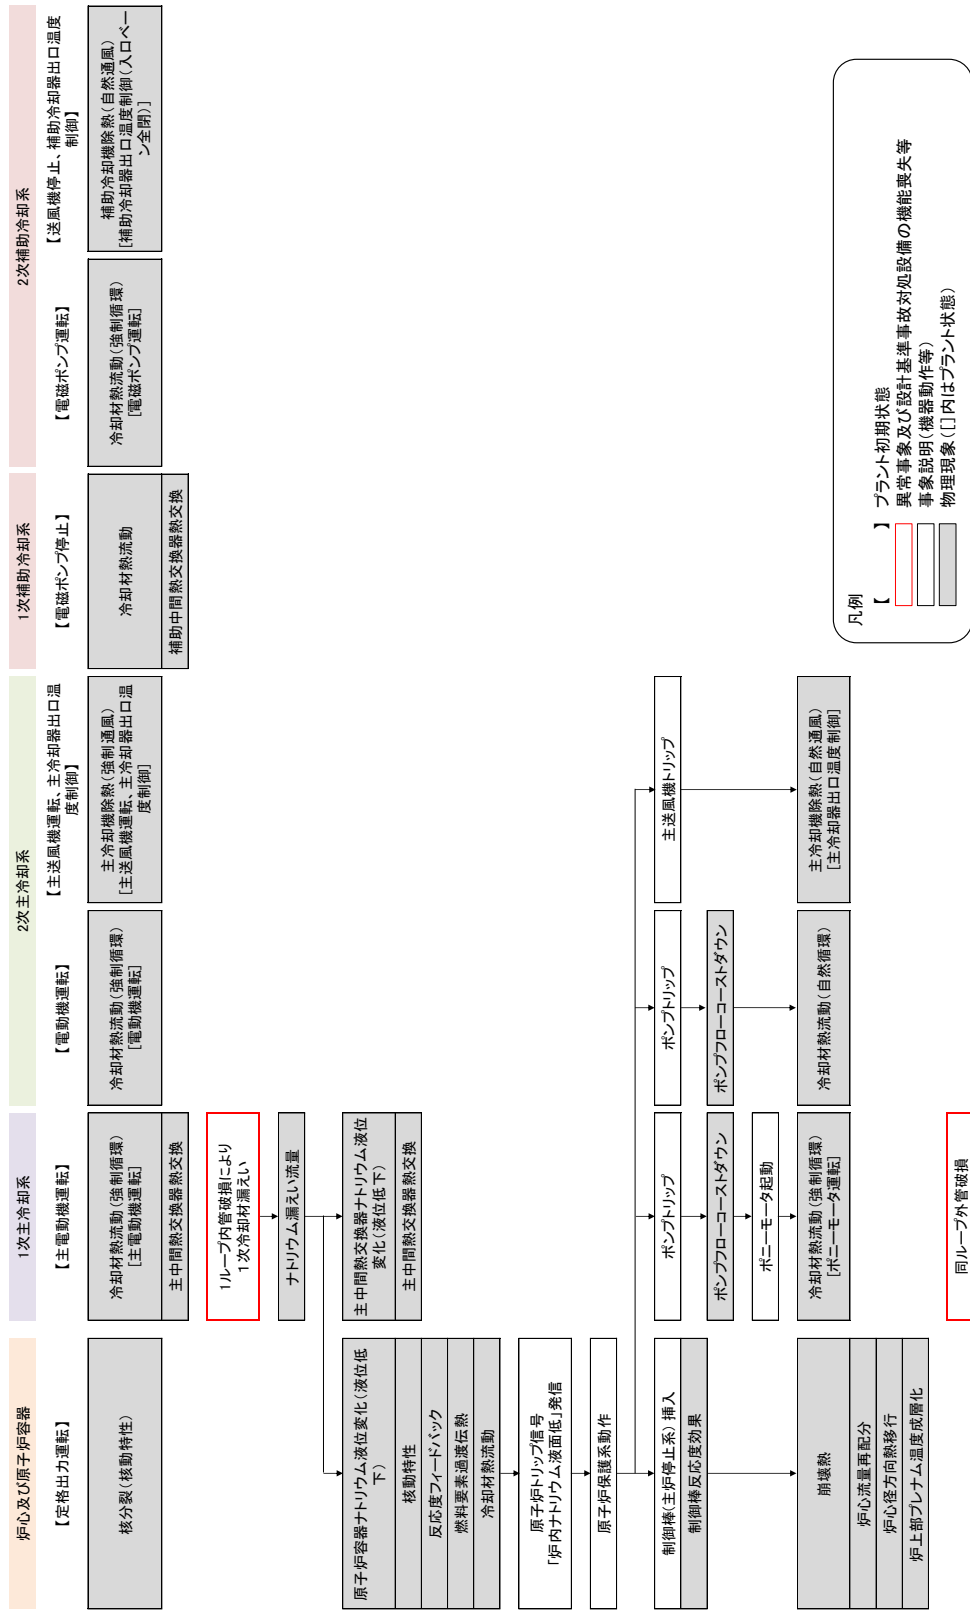 炉心及び原子炉容器
1次主冷却系
2次主冷却系
1次補助冷却系
2次補助冷却系
【定格出力運転】
【主電動機運転】
【電動機運転】
【主送風機運転、主冷却器出口温
度制御】
【電磁ポンプ停止】
【電磁ポンプ運転】
【送風機停止、補助冷却器出口温度
制御】
核分裂(核動特性)
冷却材熱流動(強制循環)
[主電動機運転]
主中間熱交換器熱交換
冷却材熱流動(強制循環)
[電動機運転]
主冷却機除熱(強制通風)
[主送風機運転、主冷却器出口温
度制御]
冷却材熱流動
補助中間熱交換器熱交換
冷却材熱流動(強制循環)
[電磁ポンプ運転]
補助冷却機除熱(自然通風)
[補助冷却器出口温度制御(入口ベー
ン全閉)]
1ループ内管破損により
1次冷却材漏えい
ナトリウム漏えい流量
原子炉容器ナトリウム液位変化(液位低
下)
核動特性
反応度フィードバック
燃料要素過渡伝熱
冷却材熱流動
主中間熱交換器ナトリウム液位
変化(液位低下)
主中間熱交換器熱交換
原子炉トリップ信号
「炉内ナトリウム液面低」発信
原子炉保護系動作
制御棒(主炉停止系)挿入
制御棒反応度効果
ポンプトリップ
ポンプフローコーストダウン
ポニーモータ起動
ポンプトリップ
ポンプフローコーストダウン
主送風機トリップ
崩壊熱
炉心流量再配分
炉心径方向熱移行
炉上部プレナム温度成層化
冷却材熱流動(強制循環)
[ポニーモータ運転]
冷却材熱流動(自然循環)
主冷却機除熱(自然通風)
[主冷却器出口温度制御]
同ループ外管破損
凡例
【 】 プラント初期状態
異常事象及び設計基準事故対処設備の機能喪失等
事象説明(機器動作等)
物理現象([]内はプラント状態)